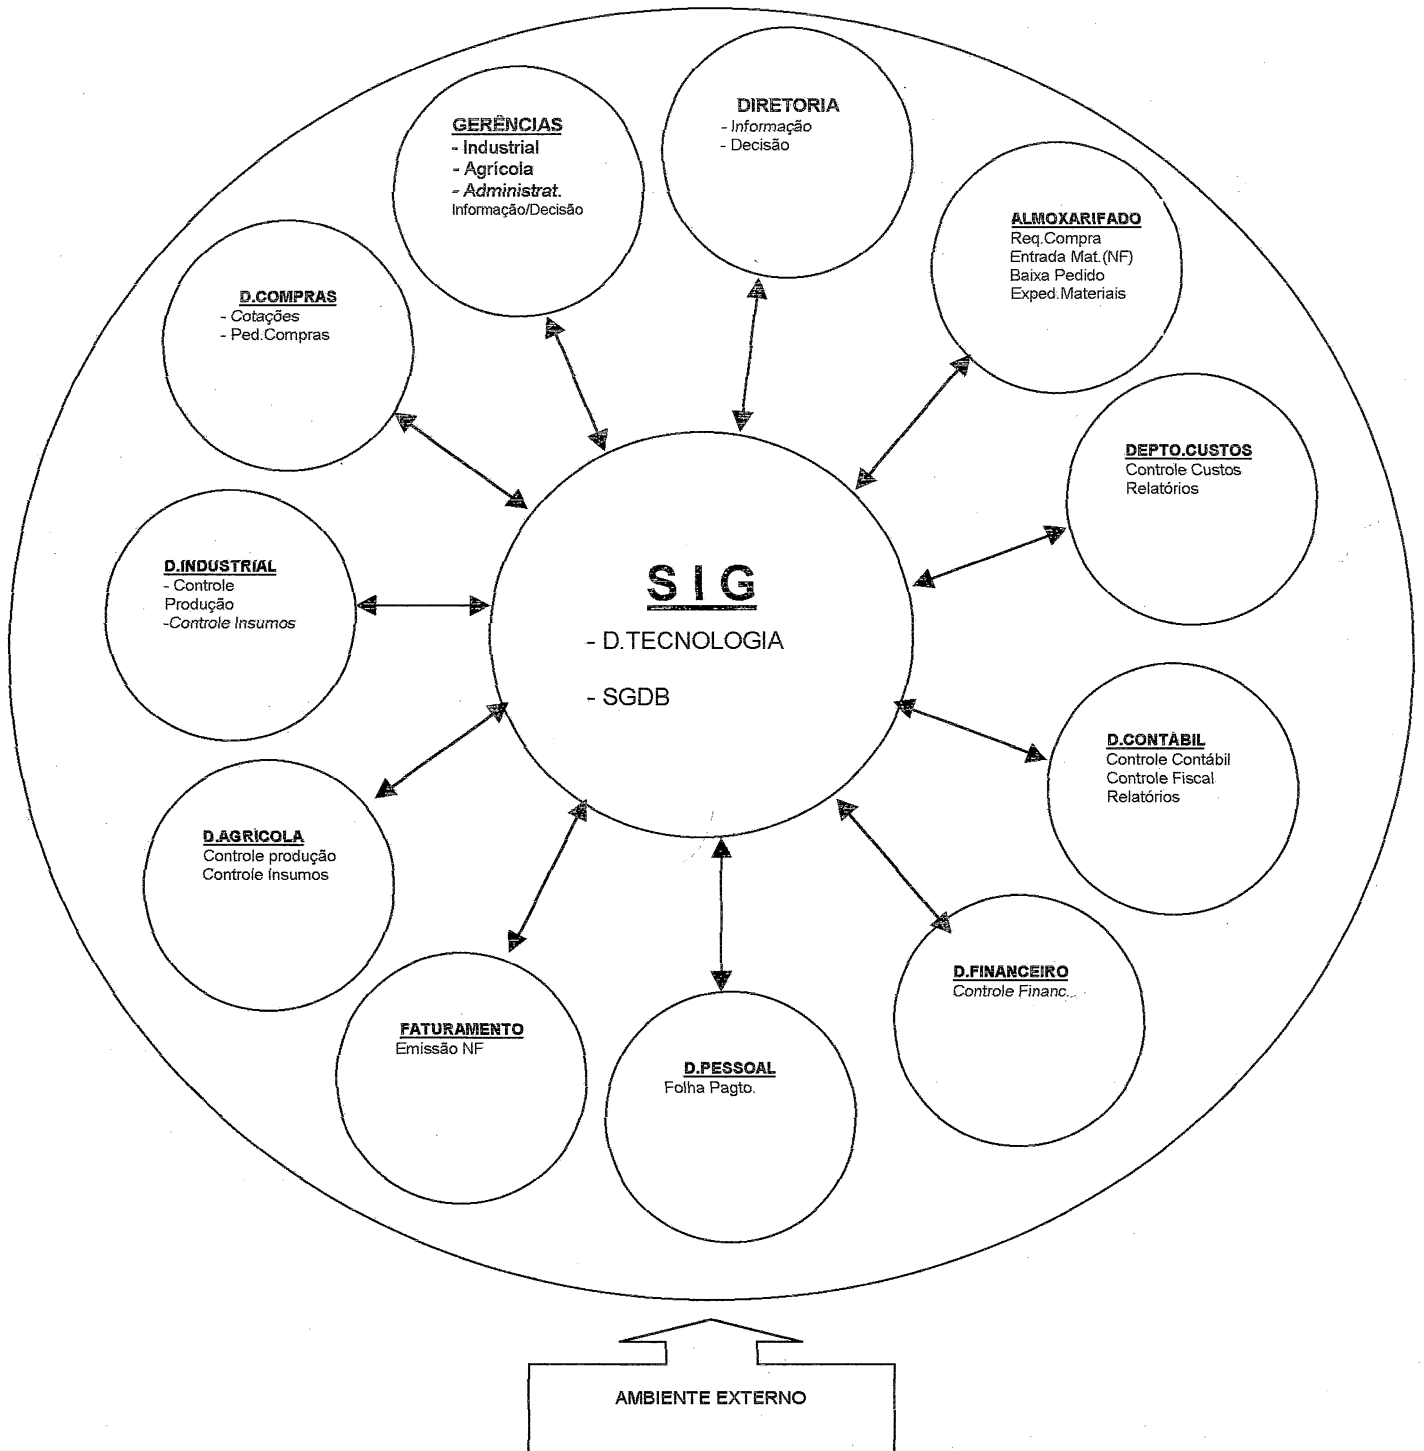 DIRETORIA
- Informação
- Decisão
GERÊNCIAS
- Industrial
- Agrícola
- Administrat.
Informação/Decisão
ALMOXARIFADO
Req.Compra
Entrada Mat.(NF)
Baixa Pedido
Exped.Materiais
D.COMPRAS
- Cotações
- Ped.Compras
DEPTO.CUSTOS
Controle Custos
Relatórios
D.INDUSTRIAL
- Controle
Produção
-Controle Insumos
S I G
- D.TECNOLOGIA
- SGDB
D.CONTÁBIL
Controle Contábil
Controle Fiscal
Relatórios
D.AGRÍCOLA
Controle produção
Controle Insumos
D.FINANCEIRO
Controle Financ.
FATURAMENTO
Emissão NF
D.PESSOAL
Folha Pagto.
AMBIENTE EXTERNO